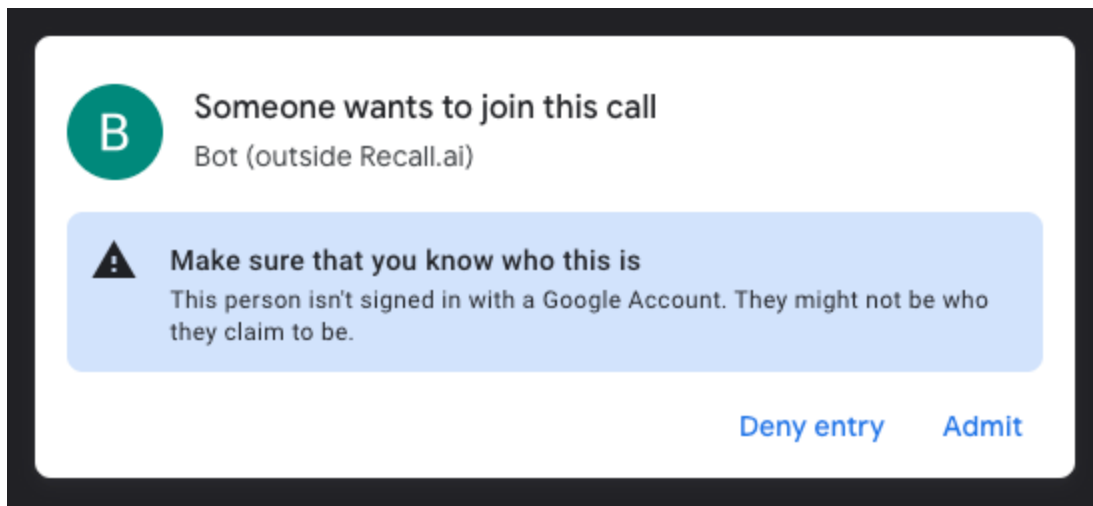 B
Someone wants to join this call
Bot (outside Recall.ai)
Make sure that you know who this is
This person isn't signed in with a Google Account. They might not be who
they claim to be.
Deny entry
Admit